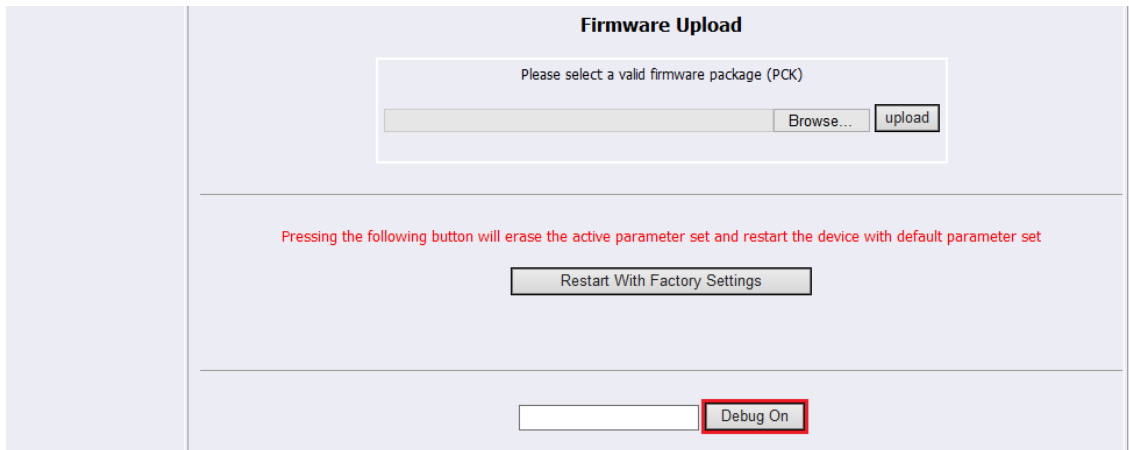 Firmware Upload
Please select a valid firmware package (PCK)
Browse... upload
Pressing the following button will erase the active parameter set and restart the device with default parameter set
Restart With Factory Settings
Debug On